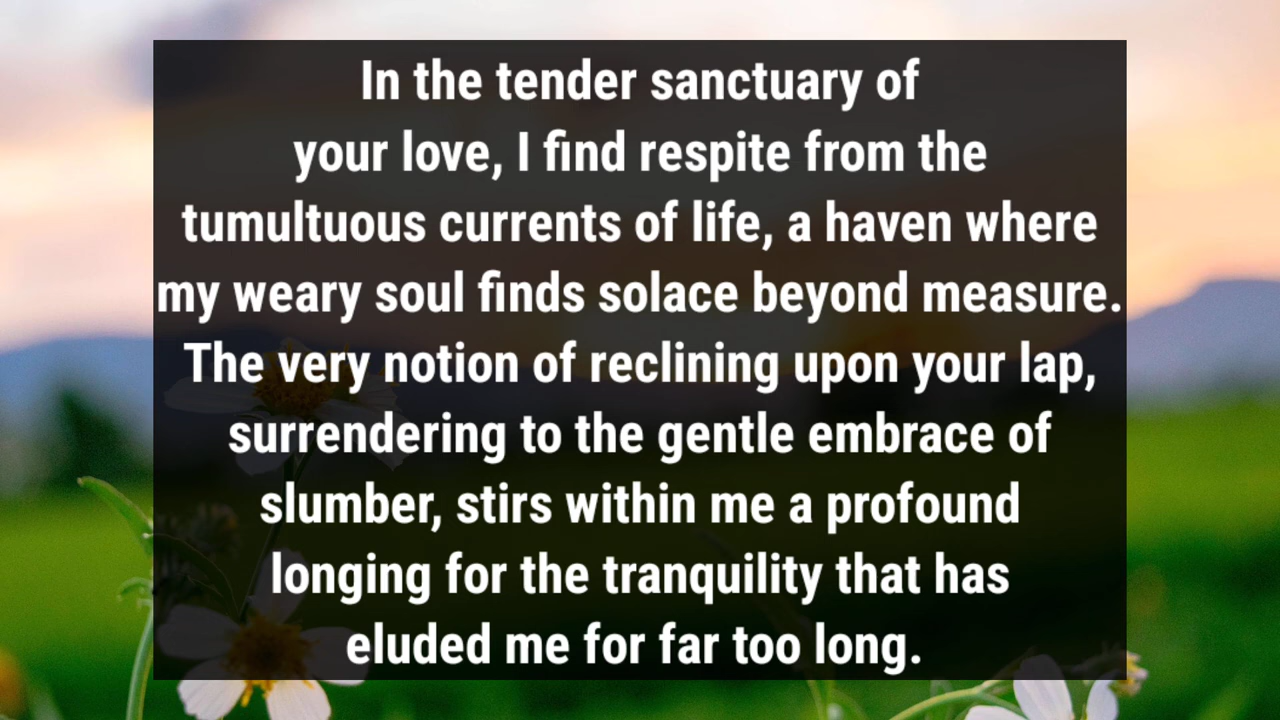 In the tender sanctuary of
your love, I find respite from the
tumultuous currents of life, a haven where
my weary soul finds solace beyond measure.
The very notion of reclining upon your lap,
surrendering to the gentle embrace of
slumber, stirs within me a profound
longing for the tranquility that has
eluded me for far too long.